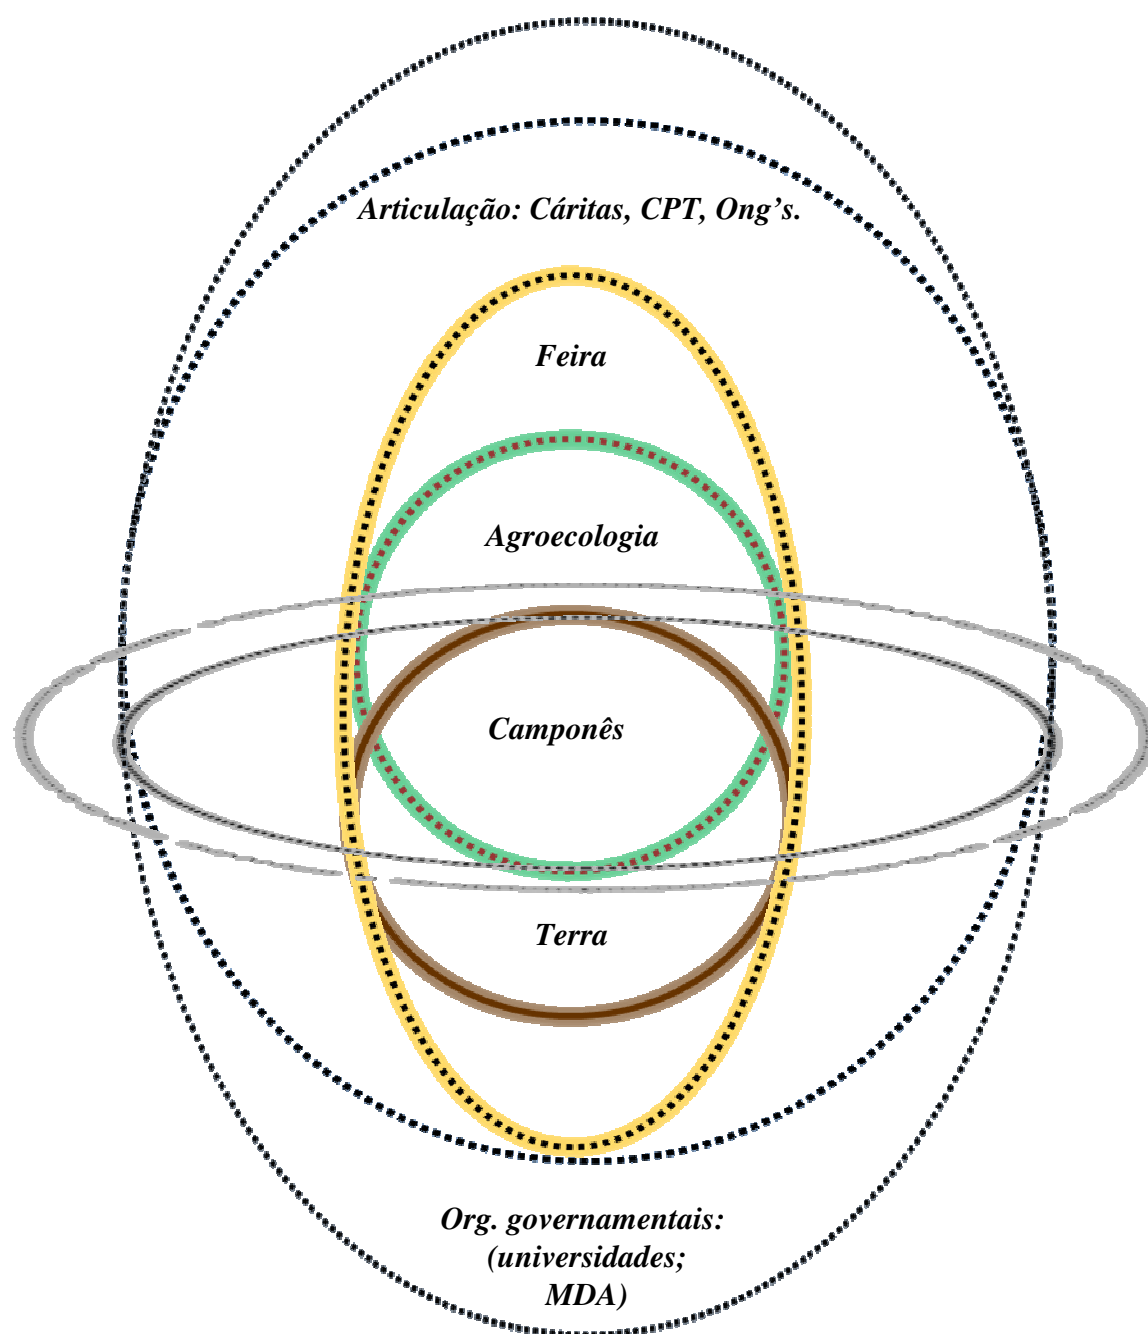 Articulação: Cáritas, CPT, Ong’s.
Feira
Agroecologia
Camponês
Terra
Org. governamentais:
(universidades;
MDA)